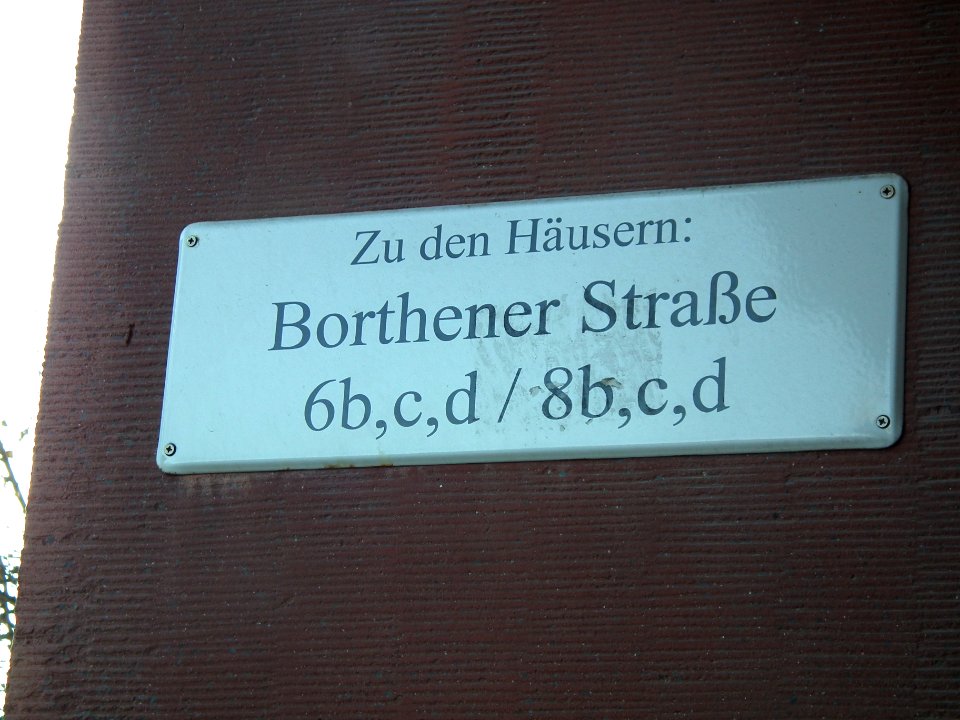 Zu den Häusern:
Borthener Straße
6b,c,d / 8b,c,d